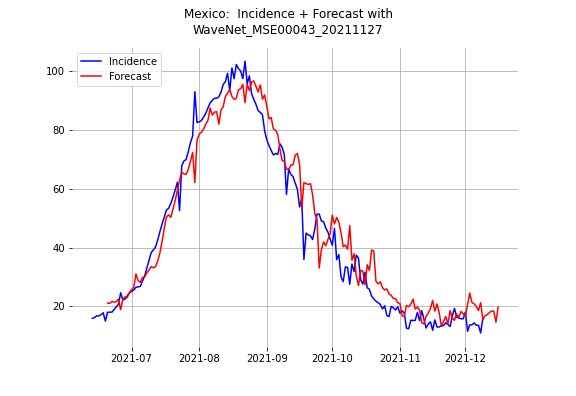 Mexico:  Incidence + Forecast with
WaveNet_MSE00043_20211127
Incidence
Forecast
100
80
60
40
20
2021-07
2021-08
2021-09
2021-10
2021-11
2021-12